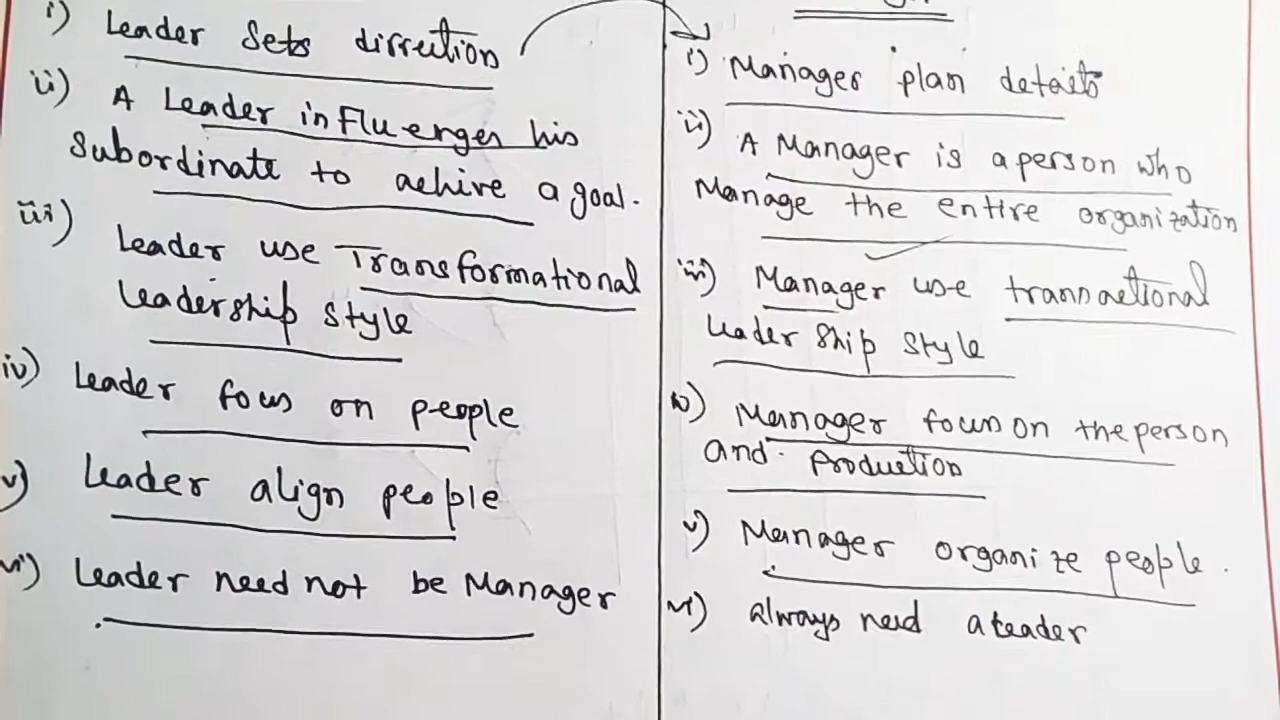 i) Leader Sets dirrection
ii) A Leader influenges his
subordinate to achive a goal.
iii) Leader use Transformational
leadership style
iv) Leader focus on people
v) Leader align people
vi) Leader need not be Manager
i) Manager plan details
ii) A Manager is a person who
Manage the entire organization
iii) Manager use transactional
leader ship style
iv) Manager focus on the person
and production
v) Manager organize people.
vi) always need a leader